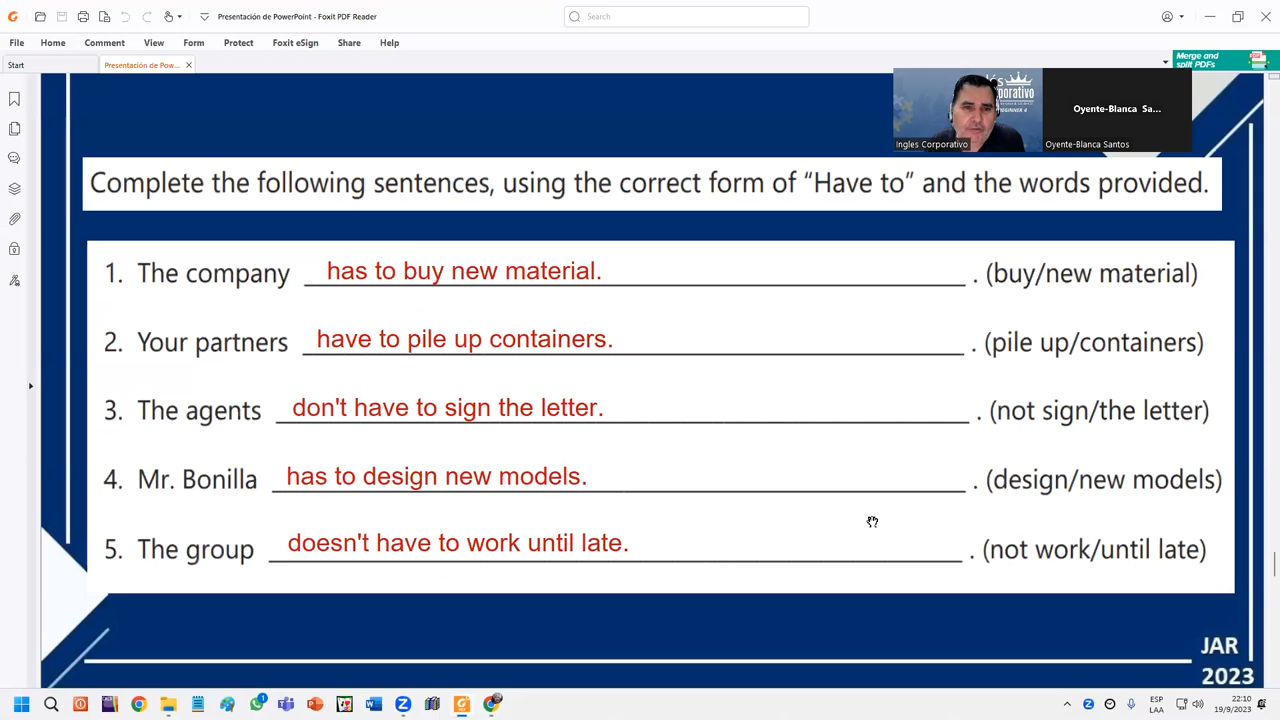 Presentación de PowerPoint - Foxit PDF Reader
Search
File Home Comment View Form Protect Foxit eSign Share Help
Start
Presentación de Pow...
Merge and split PDFs
BEGINNER 4
Ingles Corporativo
Oyente-Blanca Sa...
Oyente-Blanca Santos
Complete the following sentences, using the correct form of "Have to" and the words provided.
1. The company has to buy new material. . (buy/new material)
2. Your partners have to pile up containers. . (pile up/containers)
3. The agents don't have to sign the letter. . (not sign/the letter)
4. Mr. Bonilla has to design new models. . (design/new models)
5. The group doesn't have to work until late. . (not work/until late)
JAR
2023
ESP
LAA
22:10
19/9/2023